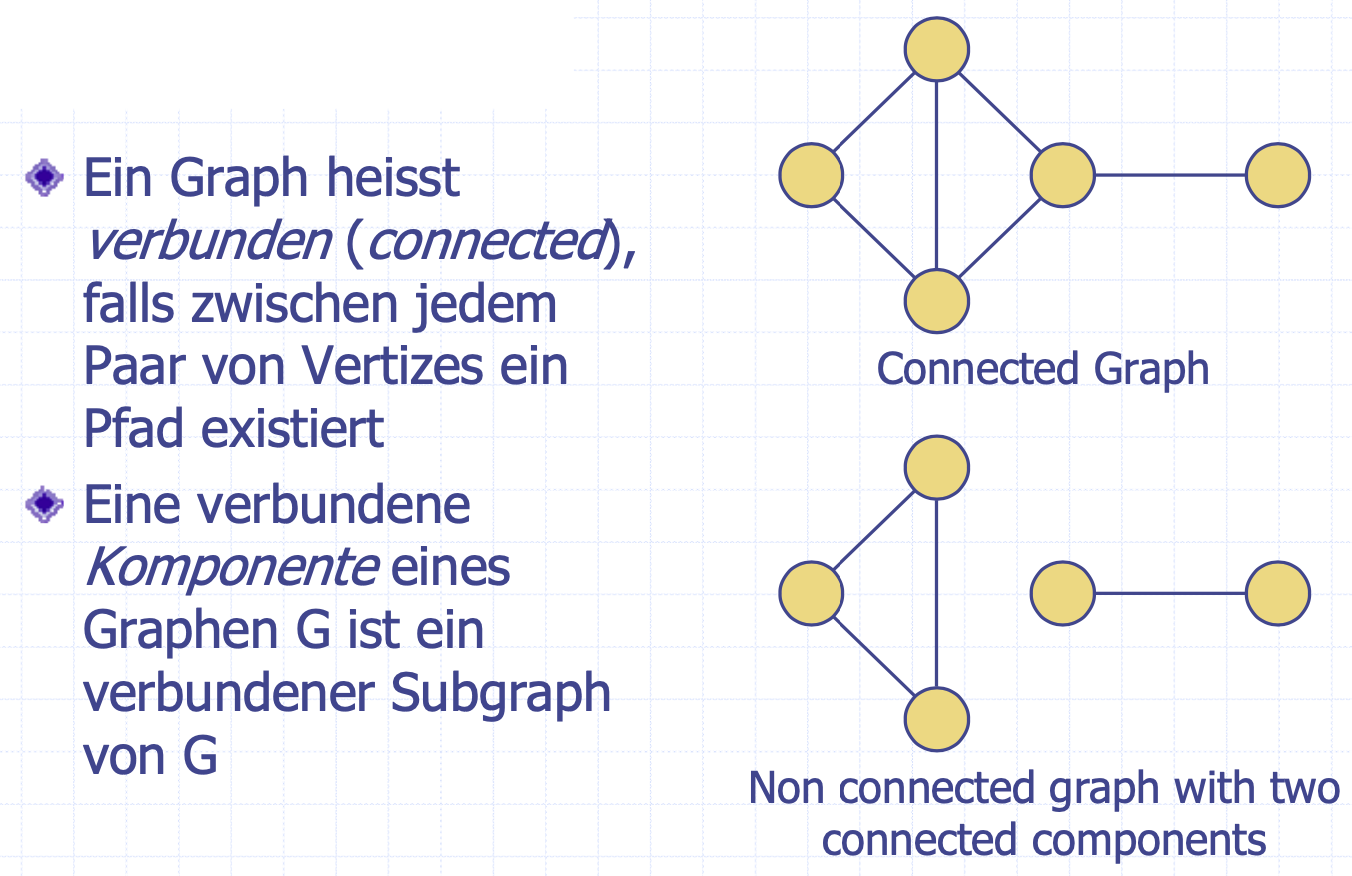 Ein Graph heisst
verbunden (connected),
falls zwischen jedem
Paar von Vertizes ein
Pfad existiert
Eine verbundene
Komponente eines
Graphen G ist ein
verbundener Subgraph
von G
Connected Graph
Non connected graph with two
connected components